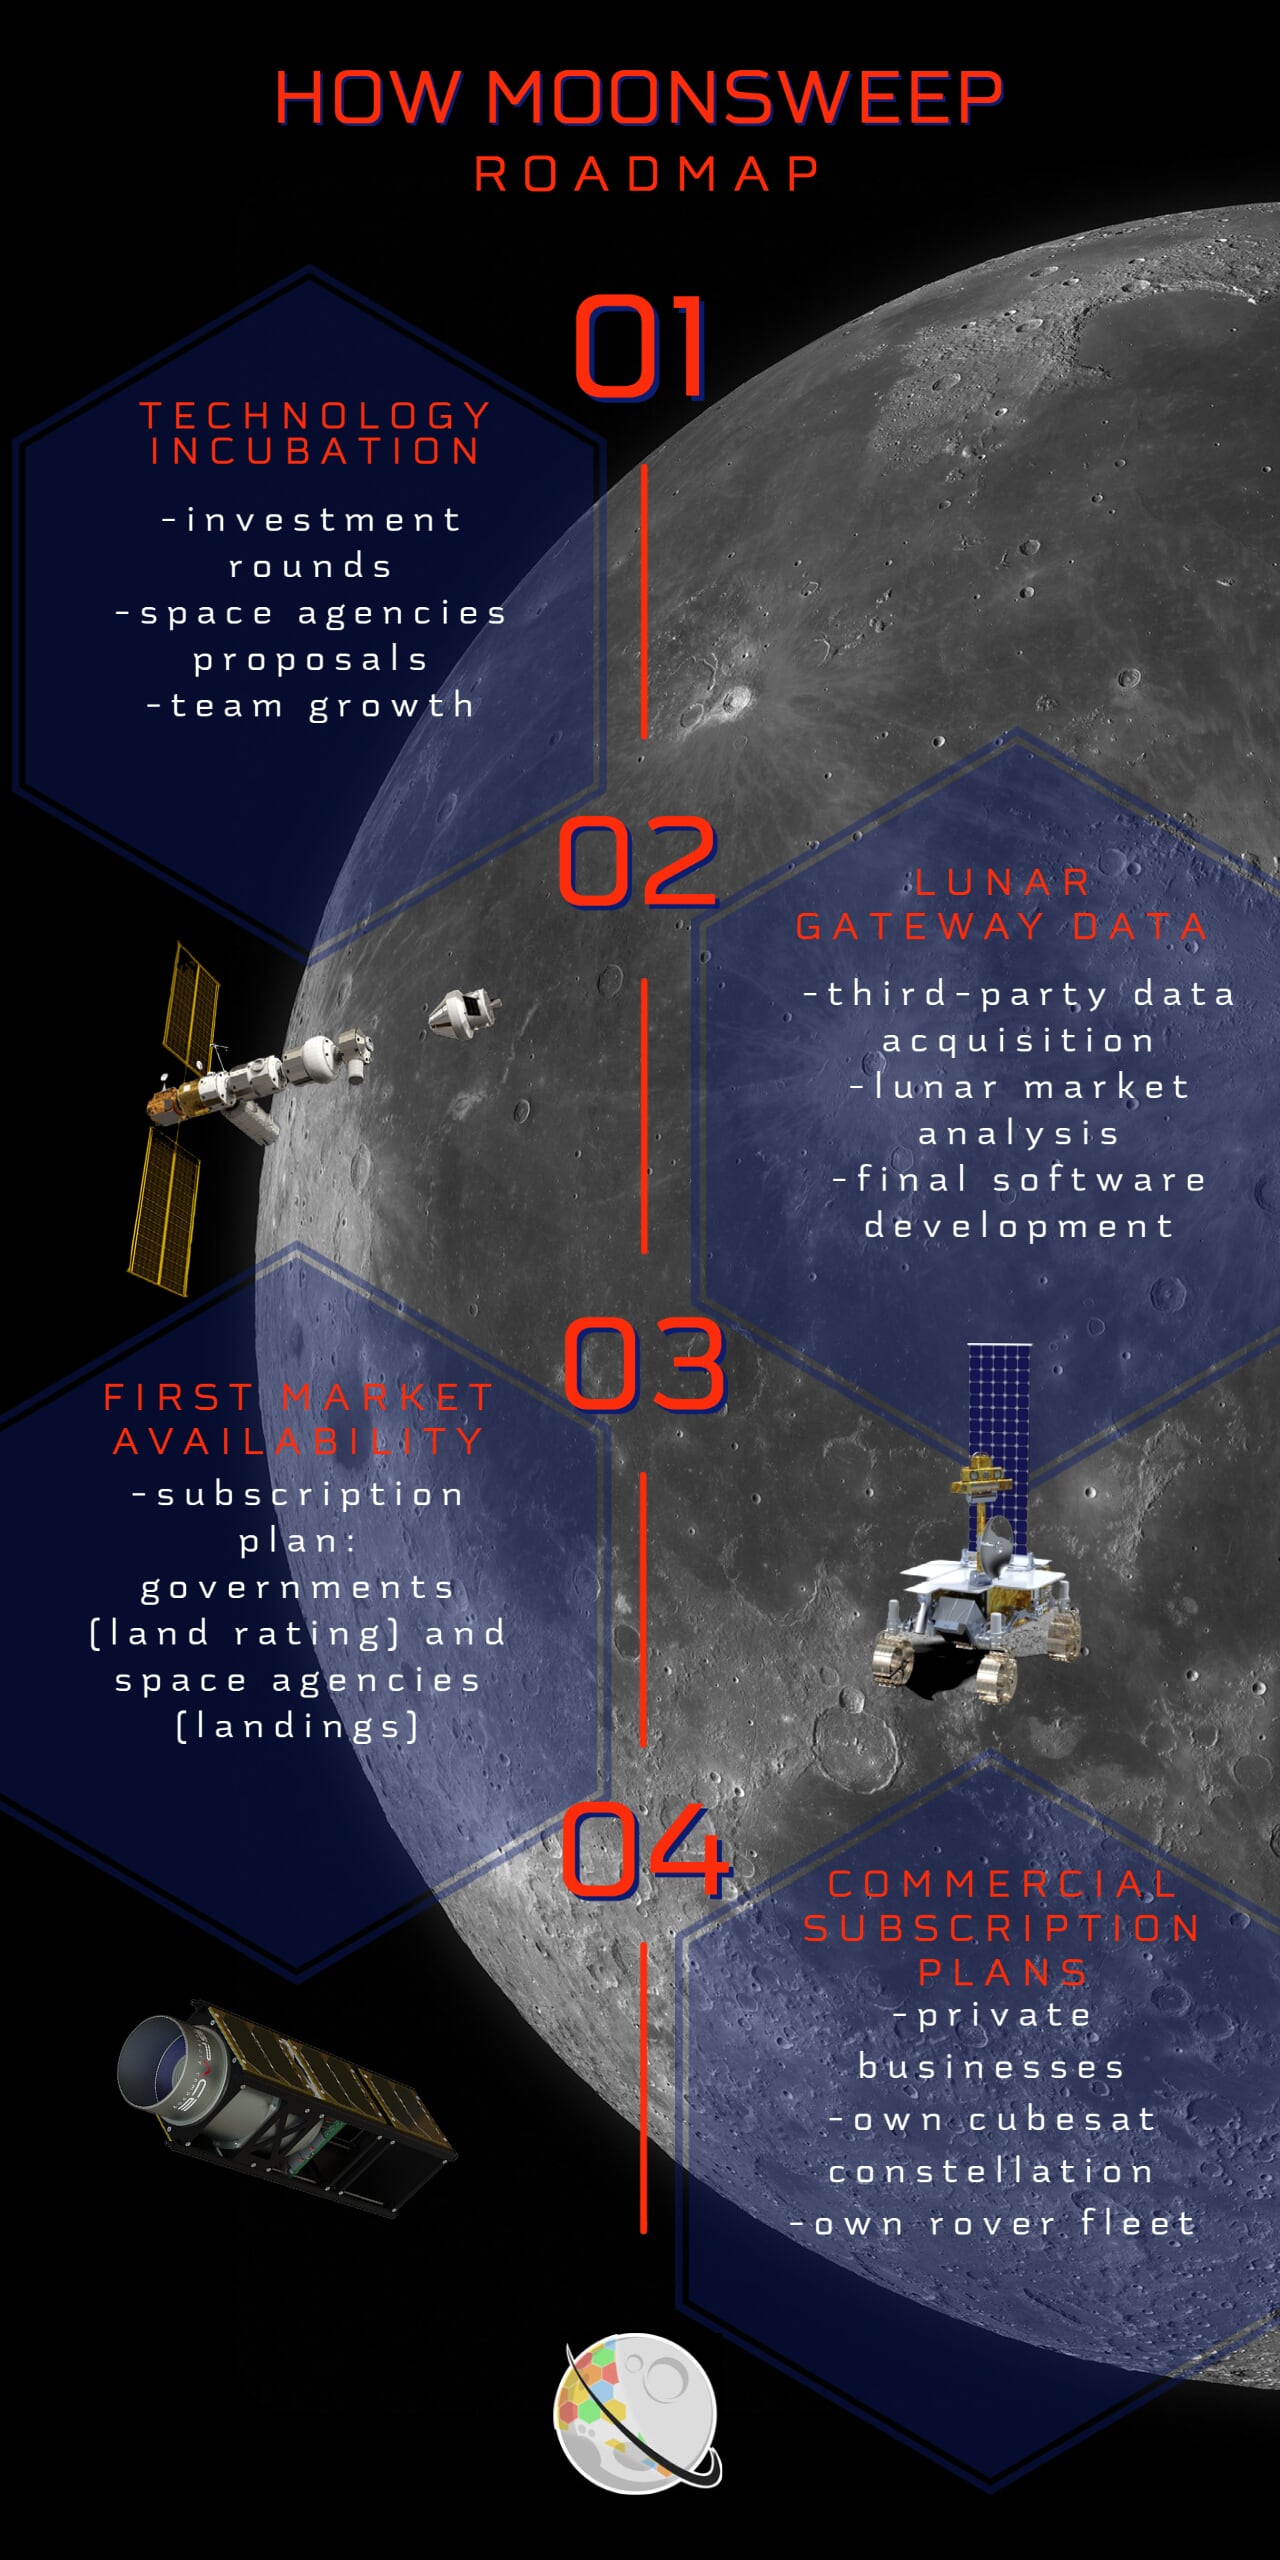 HOW MOONSWEEP
ROADMAP
01
TECHNOLOGY
INCUBATION
-investment
rounds
-space agencies
proposals
-team growth
02
LUNAR
GATEWAY DATA
-third-party data
acquisition
-lunar market
analysis
-final software
development
03
FIRST MARKET
AVAILABILITY
-subscription
plan:
governments
(land rating) and
space agencies
(landings)
04
COMMERCIAL
SUBSCRIPTION
PLANS
-private
businesses
-own cubesat
constellation
-own rover fleet